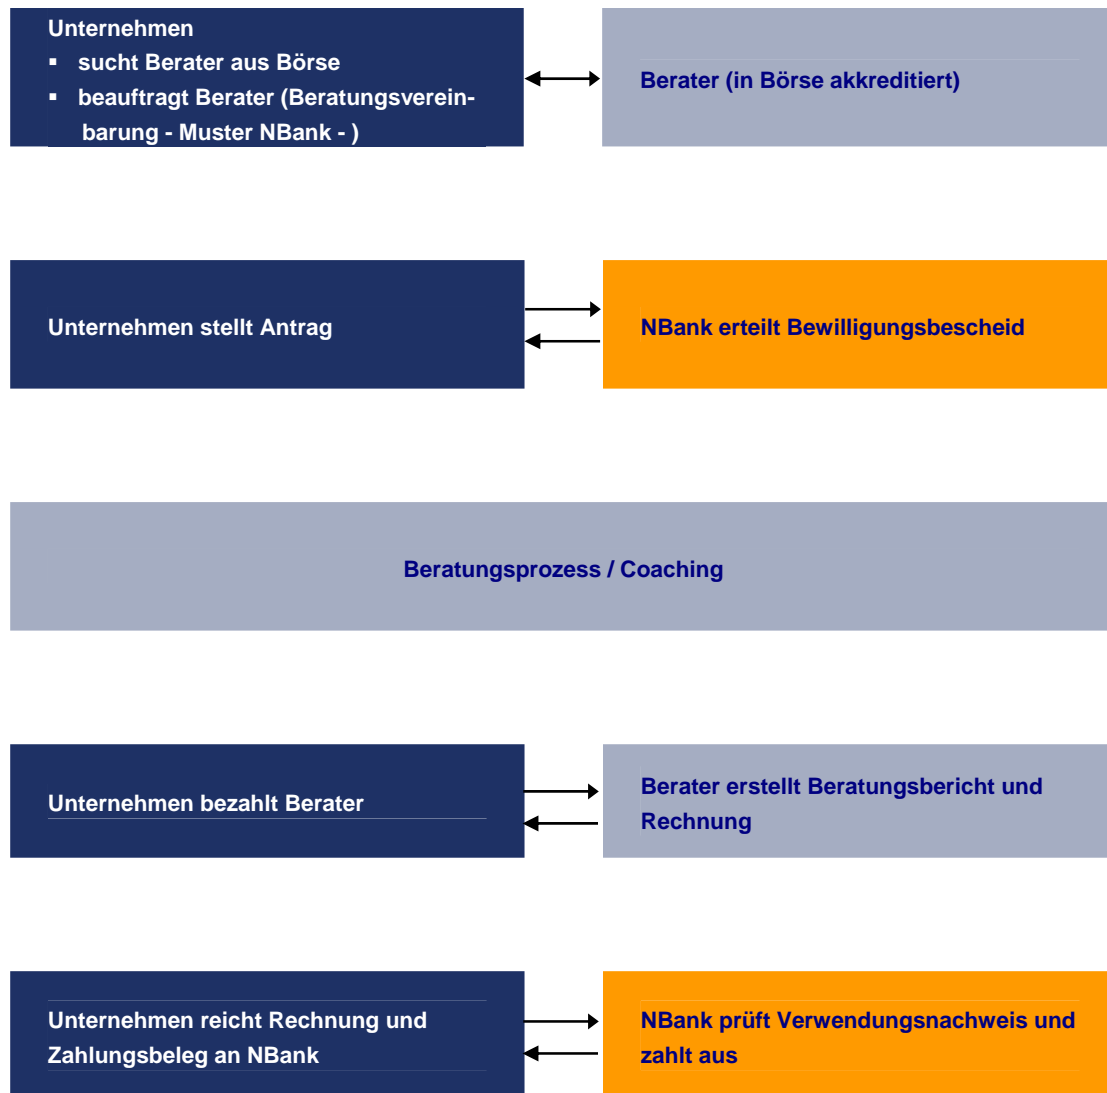 Unternehmen
▪ sucht Berater aus Börse
▪ beauftragt Berater (Beratungsverein-
barung - Muster NBank - )
Berater (in Börse akkreditiert)
Unternehmen stellt Antrag
NBank erteilt Bewilligungsbescheid
Beratungsprozess / Coaching
Unternehmen bezahlt Berater
Berater erstellt Beratungsbericht und
Rechnung
Unternehmen reicht Rechnung und
Zahlungsbeleg an NBank
NBank prüft Verwendungsnachweis und
zahlt aus